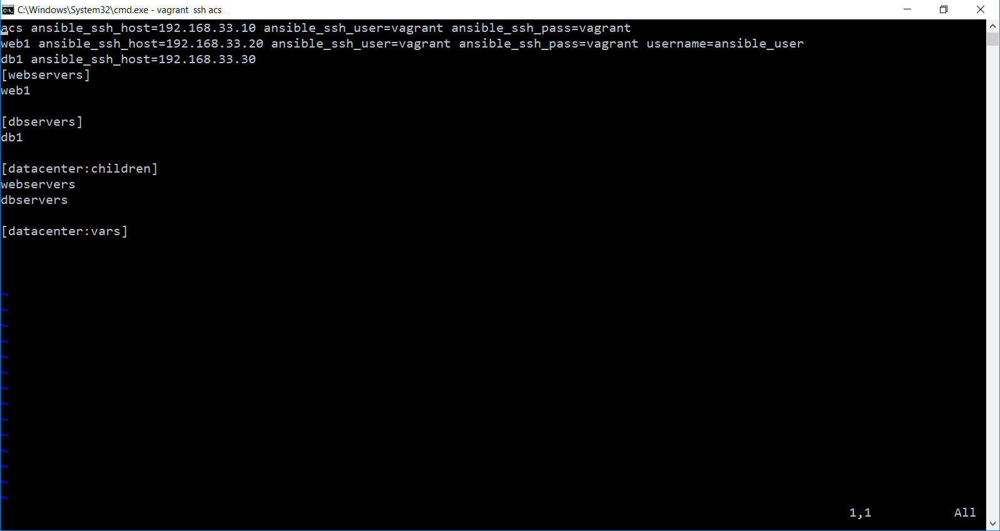 C:\Windows\System32\cmd.exe - vagrant  ssh acs
acs ansible_ssh_host=192.168.33.10 ansible_ssh_user=vagrant ansible_ssh_pass=vagrant
web1 ansible_ssh_host=192.168.33.20 ansible_ssh_user=vagrant ansible_ssh_pass=vagrant username=ansible_user
db1 ansible_ssh_host=192.168.33.30
[webservers]
web1
[dbservers]
db1
[datacenter:children]
webservers
dbservers
[datacenter:vars]
~
~
~
~
~
~
~
~
~
~
~
~
~
~
1,1 All